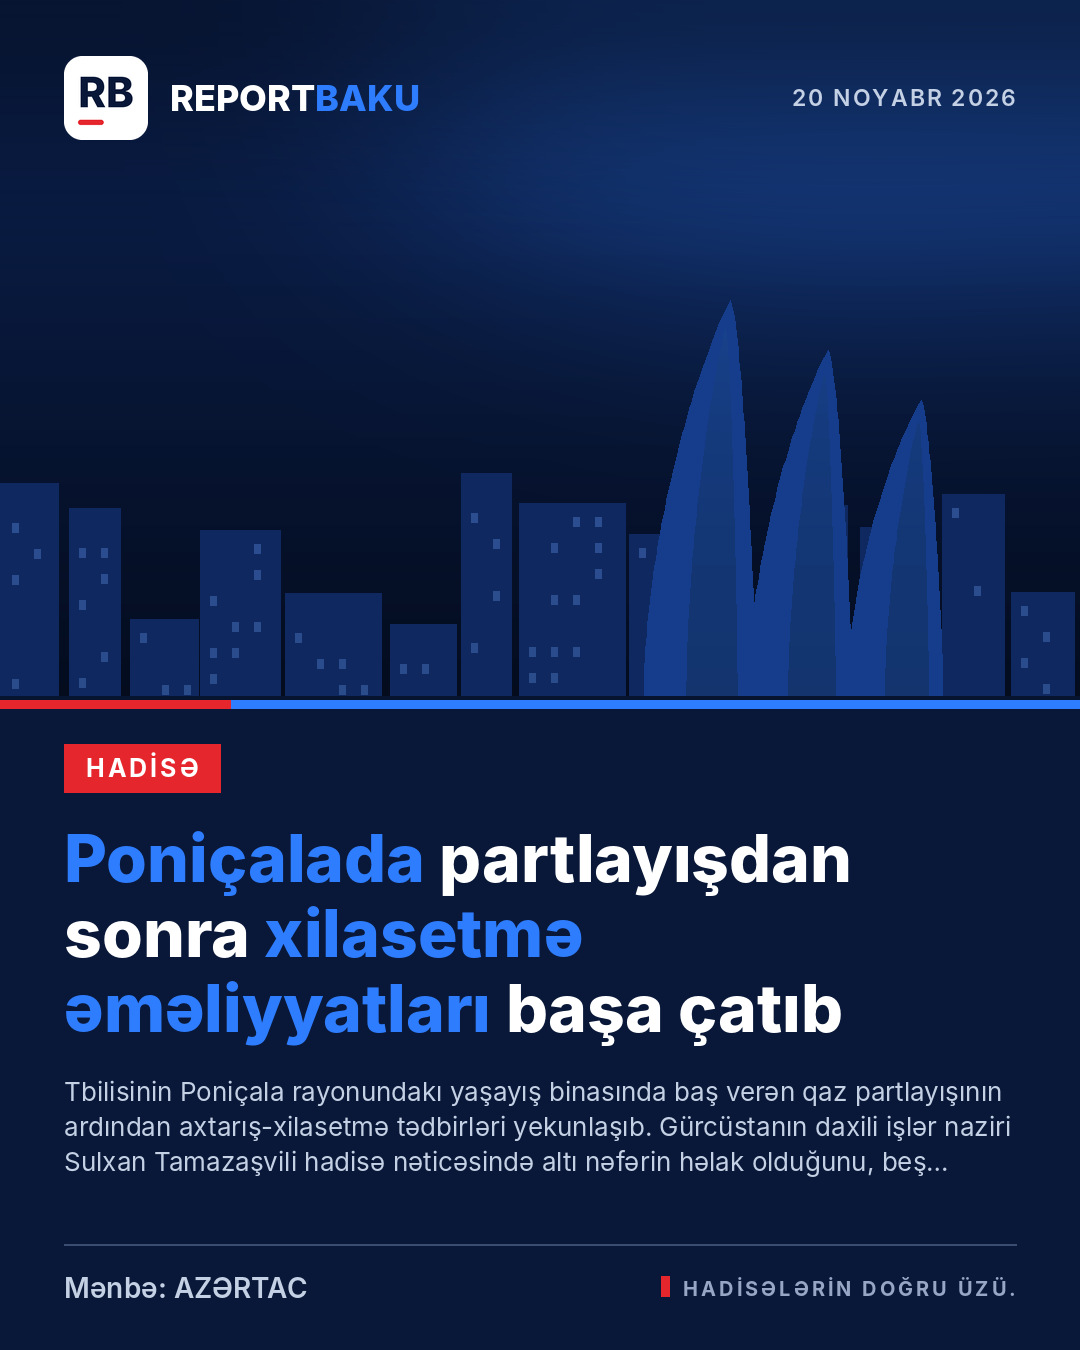 RB
REPORTBAKU
20 NOYABR 2026
HADİSƏ
Poniçalada partlayışdan
sonra xilasetmə
əməliyyatları başa çatıb
Tbilisinin Poniçala rayonundakı yaşayış binasında baş verən qaz partlayışının
ardından axtarış-xilasetmə tədbirləri yekunlaşıb. Gürcüstanın daxili işlər naziri
Sulxan Tamazaşvili hadisə nəticəsində altı nəfərin həlak olduğunu, beş...
Mənbə: AZƏRTAC
HADİSƏLƏRİN DOĞRU ÜZÜ.